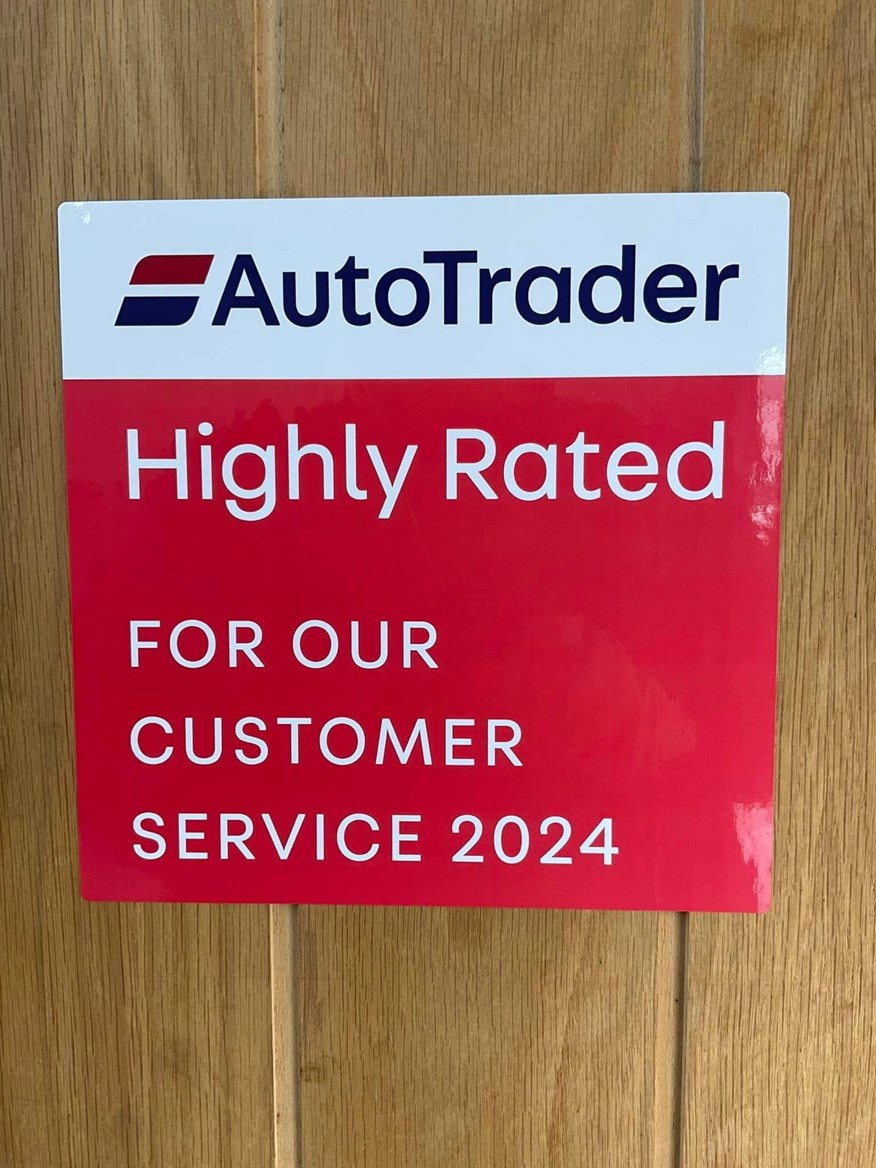 AutoTrader
Highly Rated
FOR OUR
CUSTOMER
SERVICE 2024